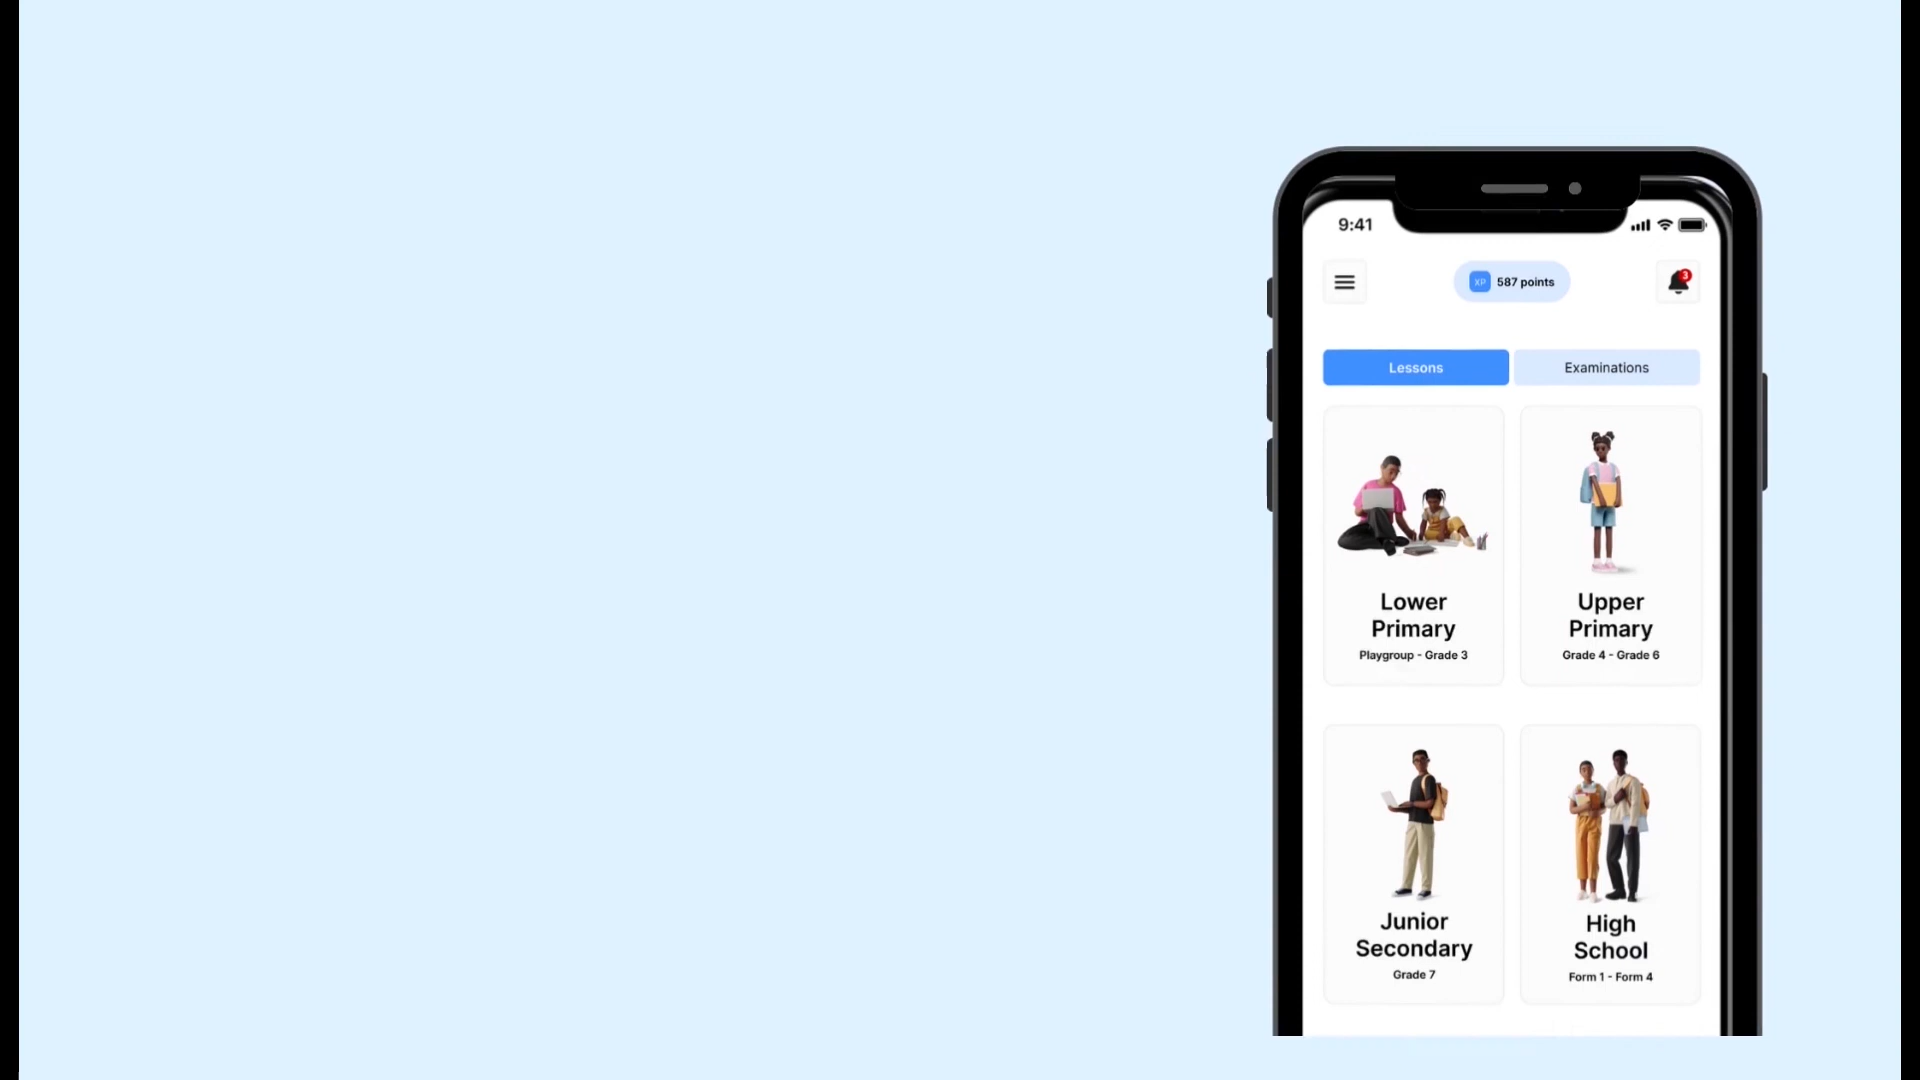 9:41
XP 587 points
3
Lessons
Examinations
Lower
Primary
Playgroup - Grade 3
Upper
Primary
Grade 4 - Grade 6
Junior
Secondary
Grade 7
High
School
Form 1 - Form 4